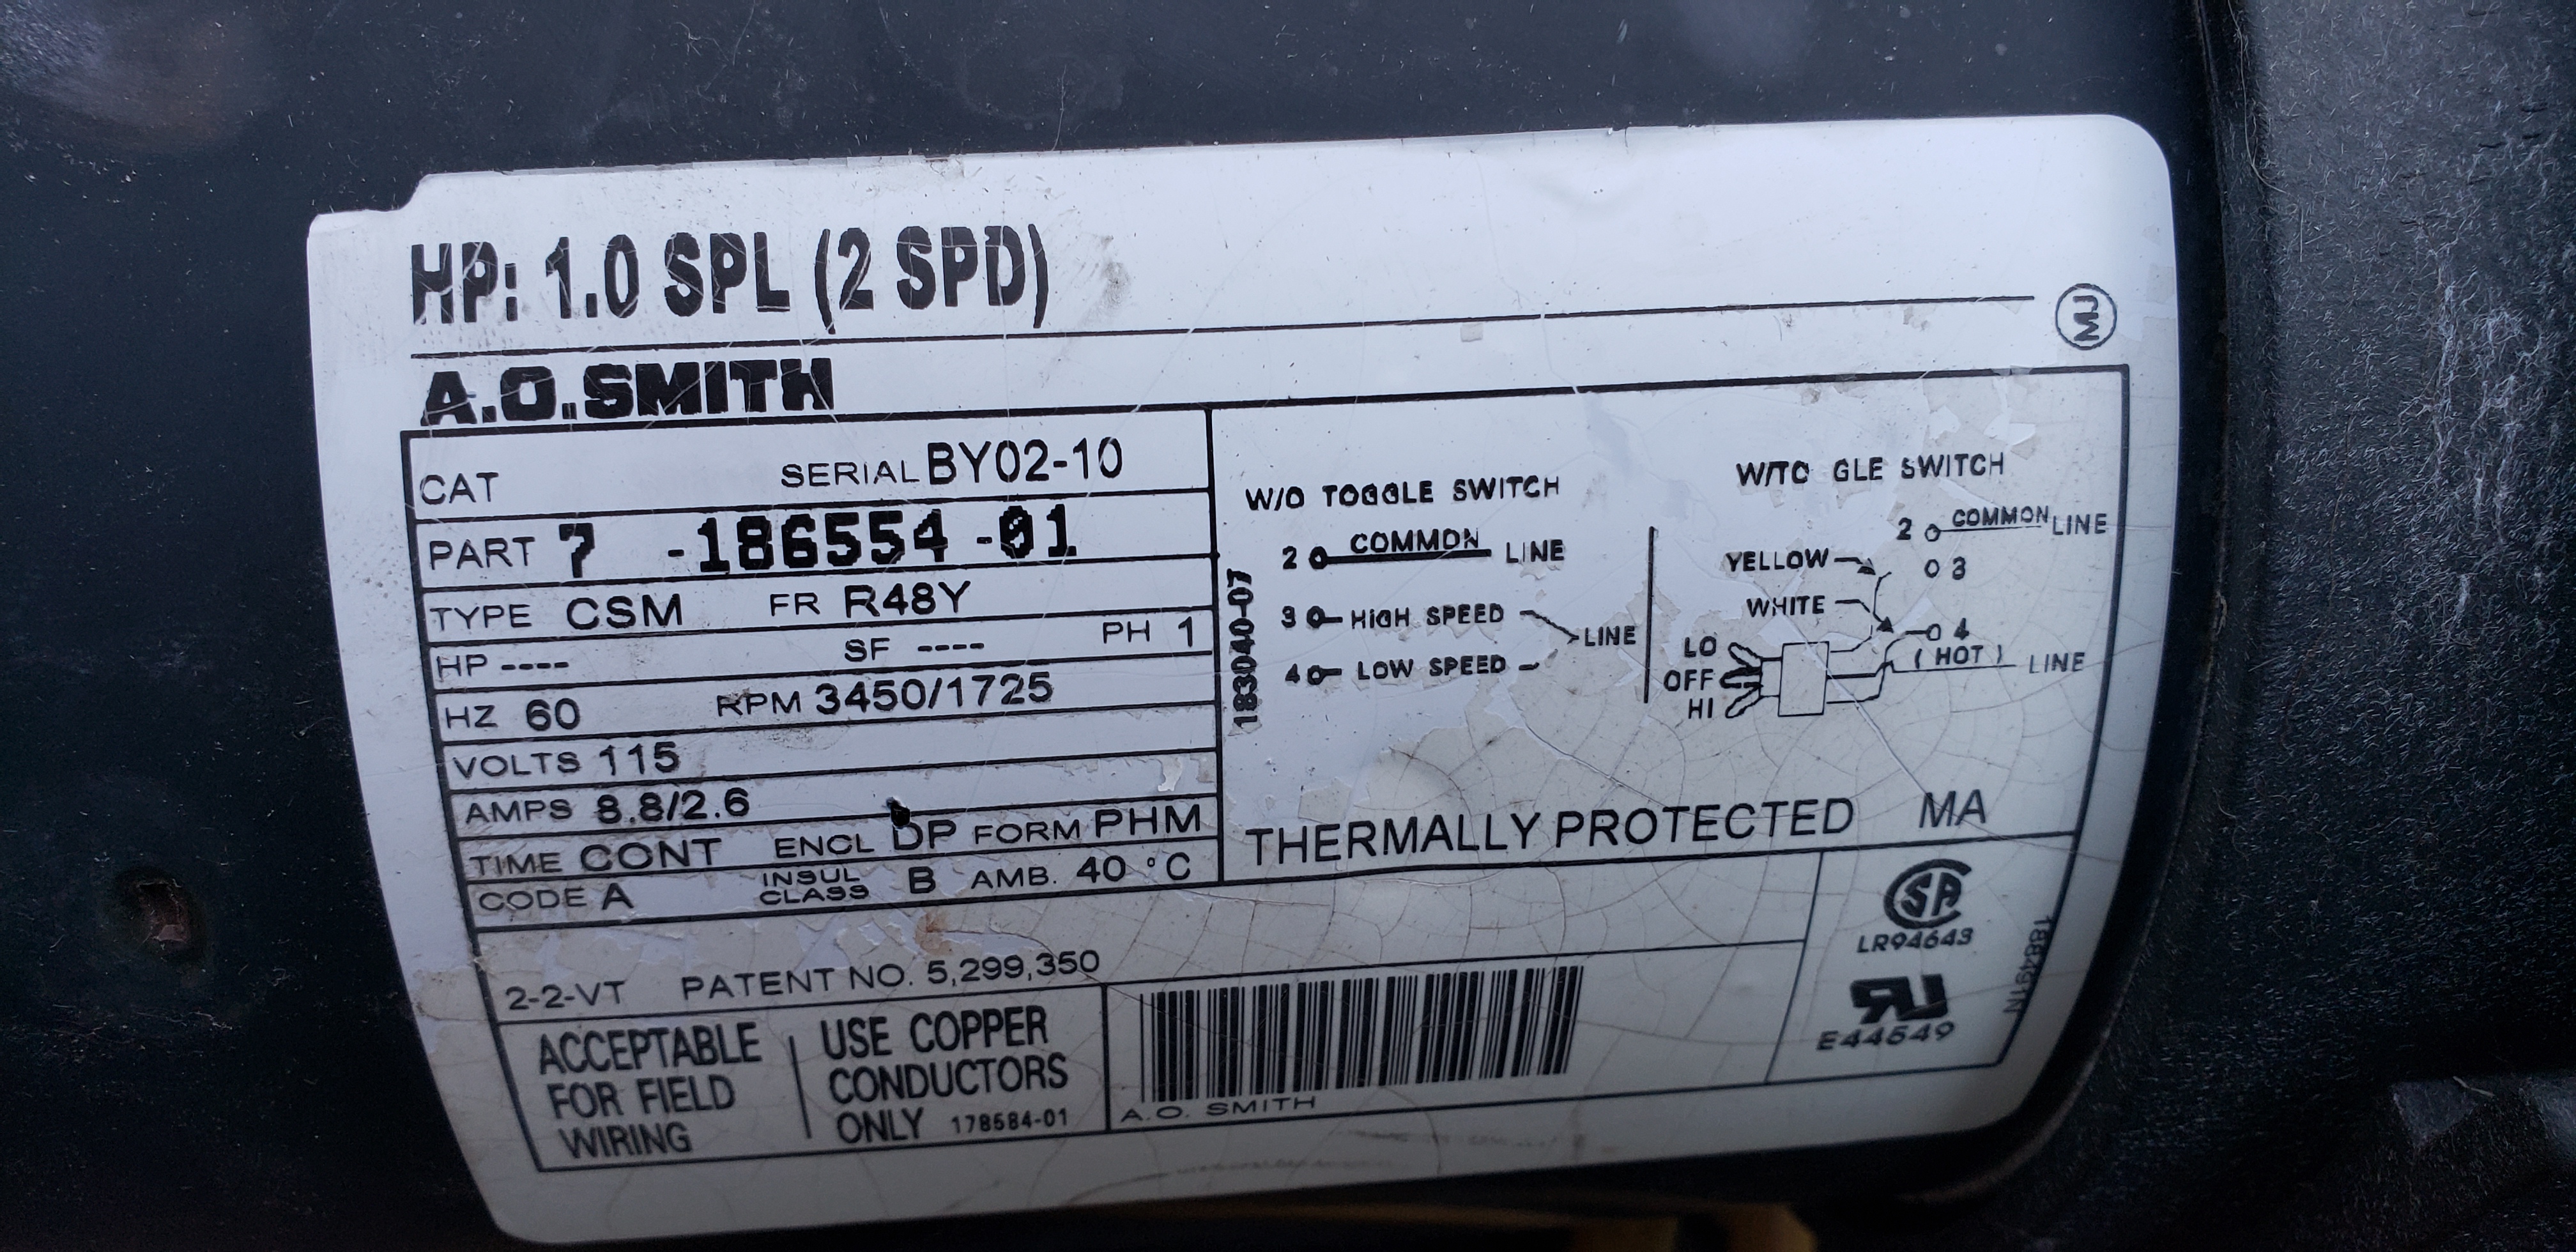 HP: 1.0 SPL (2 SPD)
MJ
A.O.SMITH
CAT SERIAL BY02-10
PART 7 -186554-01
TYPE CSM FR R48Y
HP ---- SF ---- PH 1
HZ 60 RPM 3450/1725
VOLTS 115
AMPS 8.8/2.6
TIME CONT ENCL DP FORM PHM
CODE A INSUL CLASS B AMB. 40 °C
183040-07
W/O TOGGLE SWITCH
2 COMMON LINE
3 HIGH SPEED
LINE
4 LOW SPEED
W/TO GLE SWITCH
2 COMMON LINE
YELLOW 3
WHITE 4
LO (HOT) LINE
OFF
HI
THERMALLY PROTECTED MA
2-2-VT PATENT NO. 5,299,350
ACCEPTABLE
FOR FIELD
WIRING
USE COPPER
CONDUCTORS
ONLY 178584-01
A.O. SMITH
LR94643
E44549